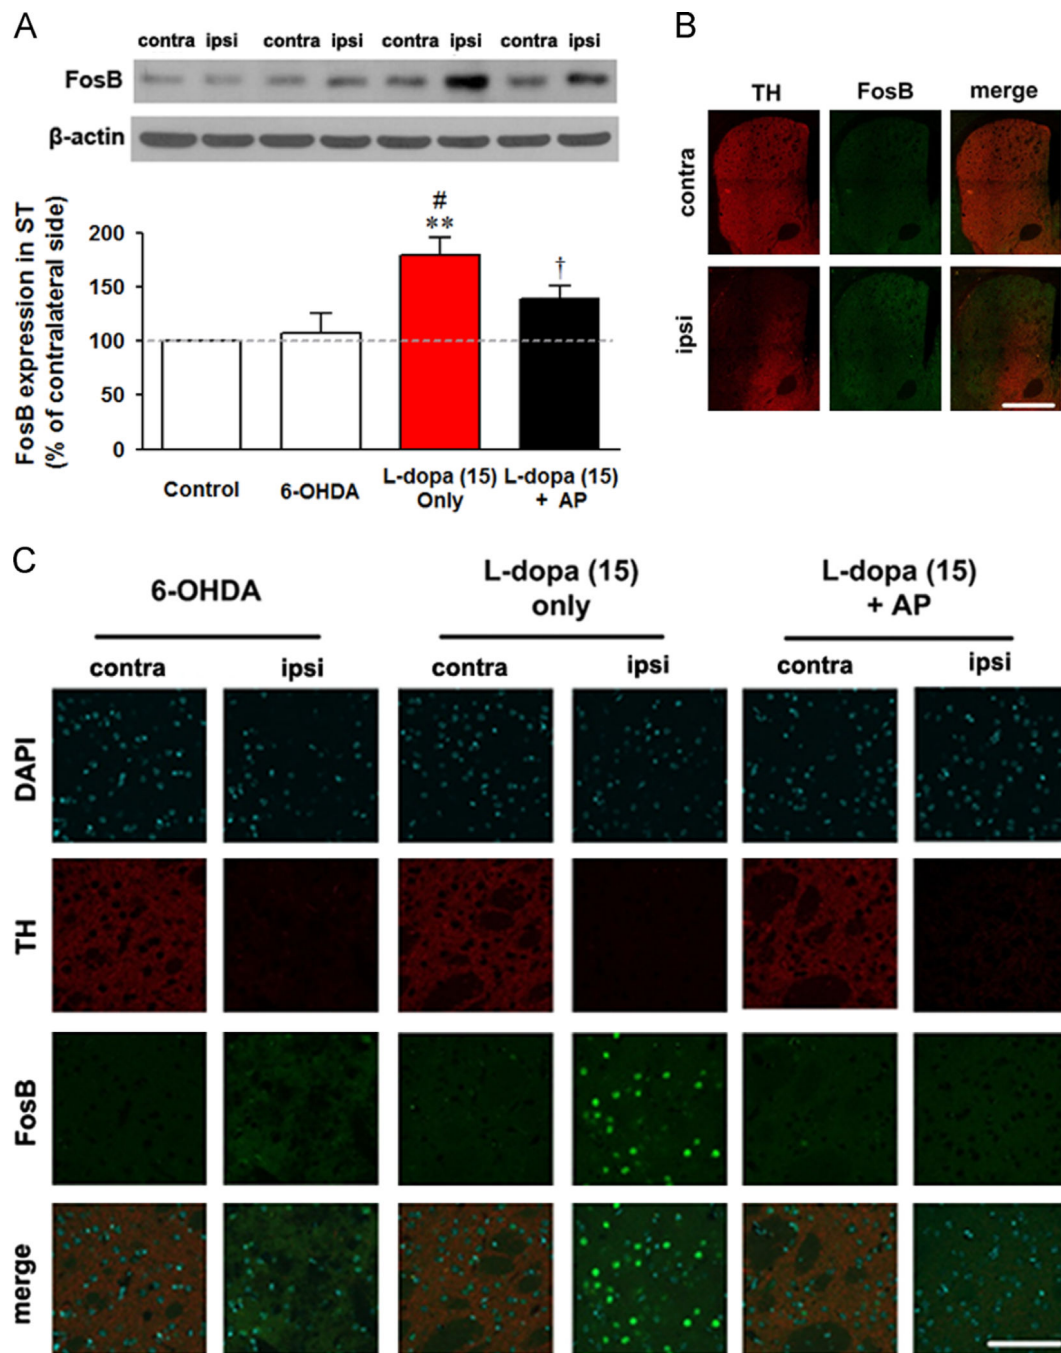 A
contra ipsi contra ipsi contra ipsi contra ipsi
FosB
β-actin
FosB expression in ST
(% of contralateral side)
200
150
100
50
0
#
**
†
Control
6-OHDA
L-dopa (15)
Only
L-dopa (15)
+ AP
B
TH FosB merge
contra
ipsi
C
6-OHDA
L-dopa (15)
only
L-dopa (15)
+ AP
contra ipsi contra ipsi contra ipsi
DAPI
TH
FosB
merge